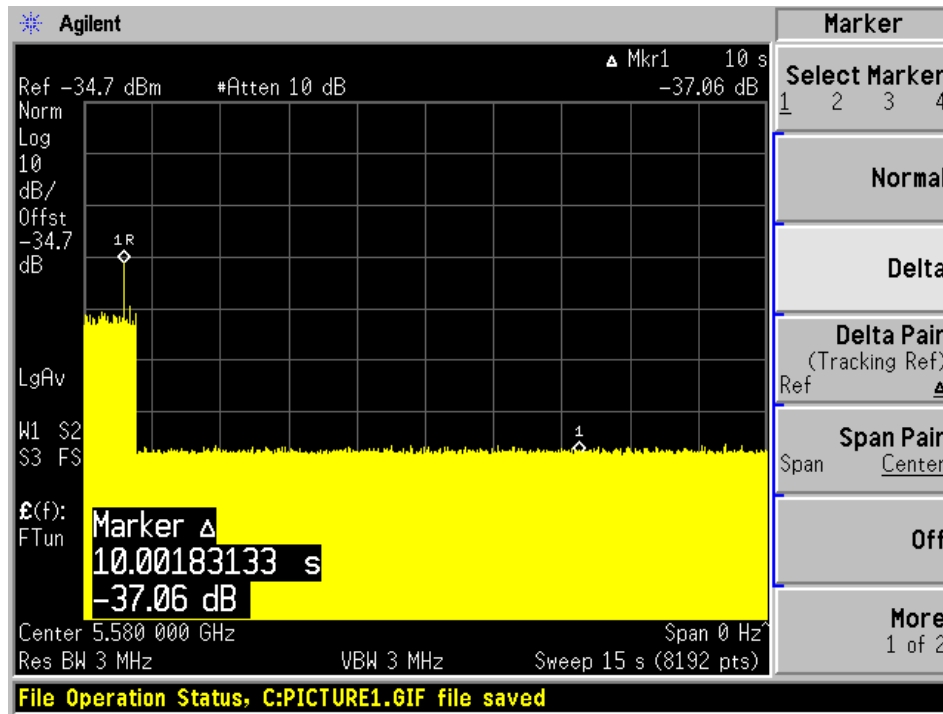 Agilent
Marker
Δ Mkr1 10 s
Ref -34.7 dBm #Atten 10 dB -37.06 dB
Norm
Log
10
dB/
Offst
-34.7
dB
1R
LgAv
W1 S2
S3 FS
1
£(f):
FTun
Marker Δ
10.00183133 s
-37.06 dB
Center 5.580 000 GHz Span 0 Hz^
Res BW 3 MHz VBW 3 MHz Sweep 15 s (8192 pts)
File Operation Status, C:PICTURE1.GIF file saved
Select Marker
1 2 3 4
Normal
Delta
Delta Pair
(Tracking Ref)
Ref Δ
Span Pair
Span Center
Off
More
1 of 2